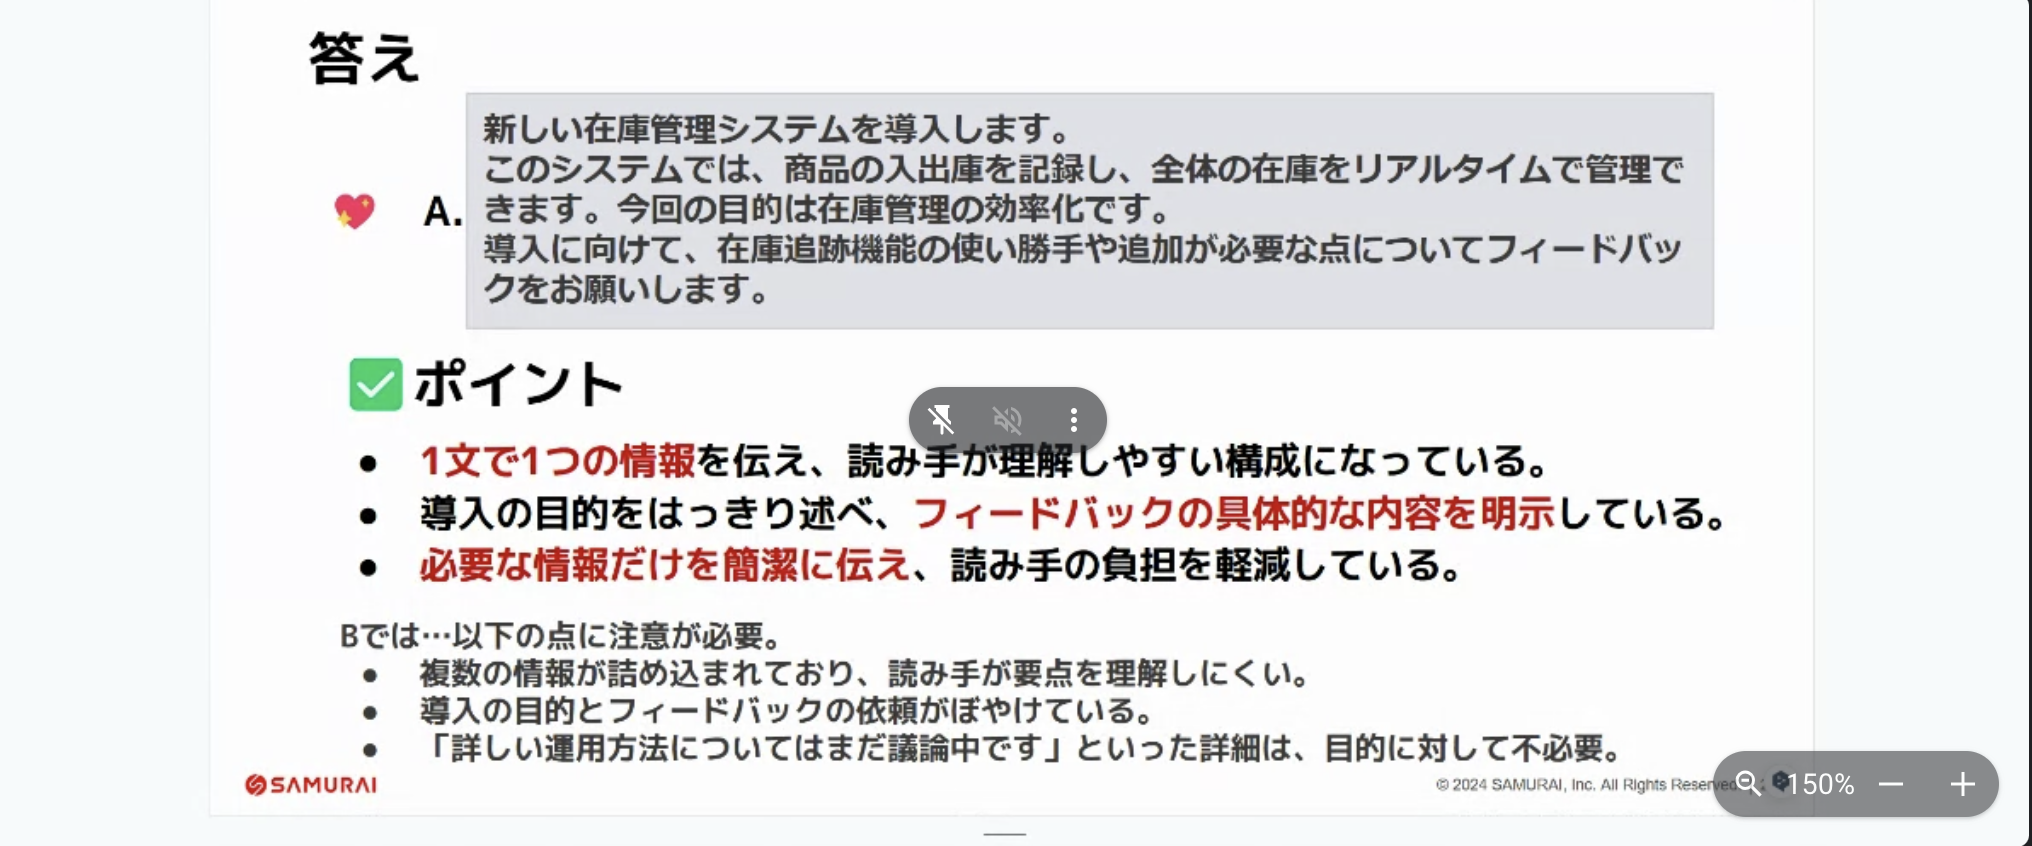 答え
新しい在庫管理システムを導入します。
このシステムでは、商品の入出庫を記録し、全体の在庫をリアルタイムで管理で
A. きます。今回の目的は在庫管理の効率化です。
導入に向けて、在庫追跡機能の使い勝手や追加が必要な点についてフィードバッ
クをお願いします。
ポイント
● 1文で1つの情報を伝え、読み手が理解しやすい構成になっている。
● 導入の目的をはっきり述べ、フィードバックの具体的な内容を明示している。
● 必要な情報だけを簡潔に伝え、読み手の負担を軽減している。
Bでは…以下の点に注意が必要。
● 複数の情報が詰め込まれており、読み手が要点を理解しにくい。
● 導入の目的とフィードバックの依頼がぼやけている。
● 「詳しい運用方法についてはまだ議論中です」といった詳細は、目的に対して不必要。
SAMURAI
© 2024 SAMURAI, Inc. All Rights Reserved
150%